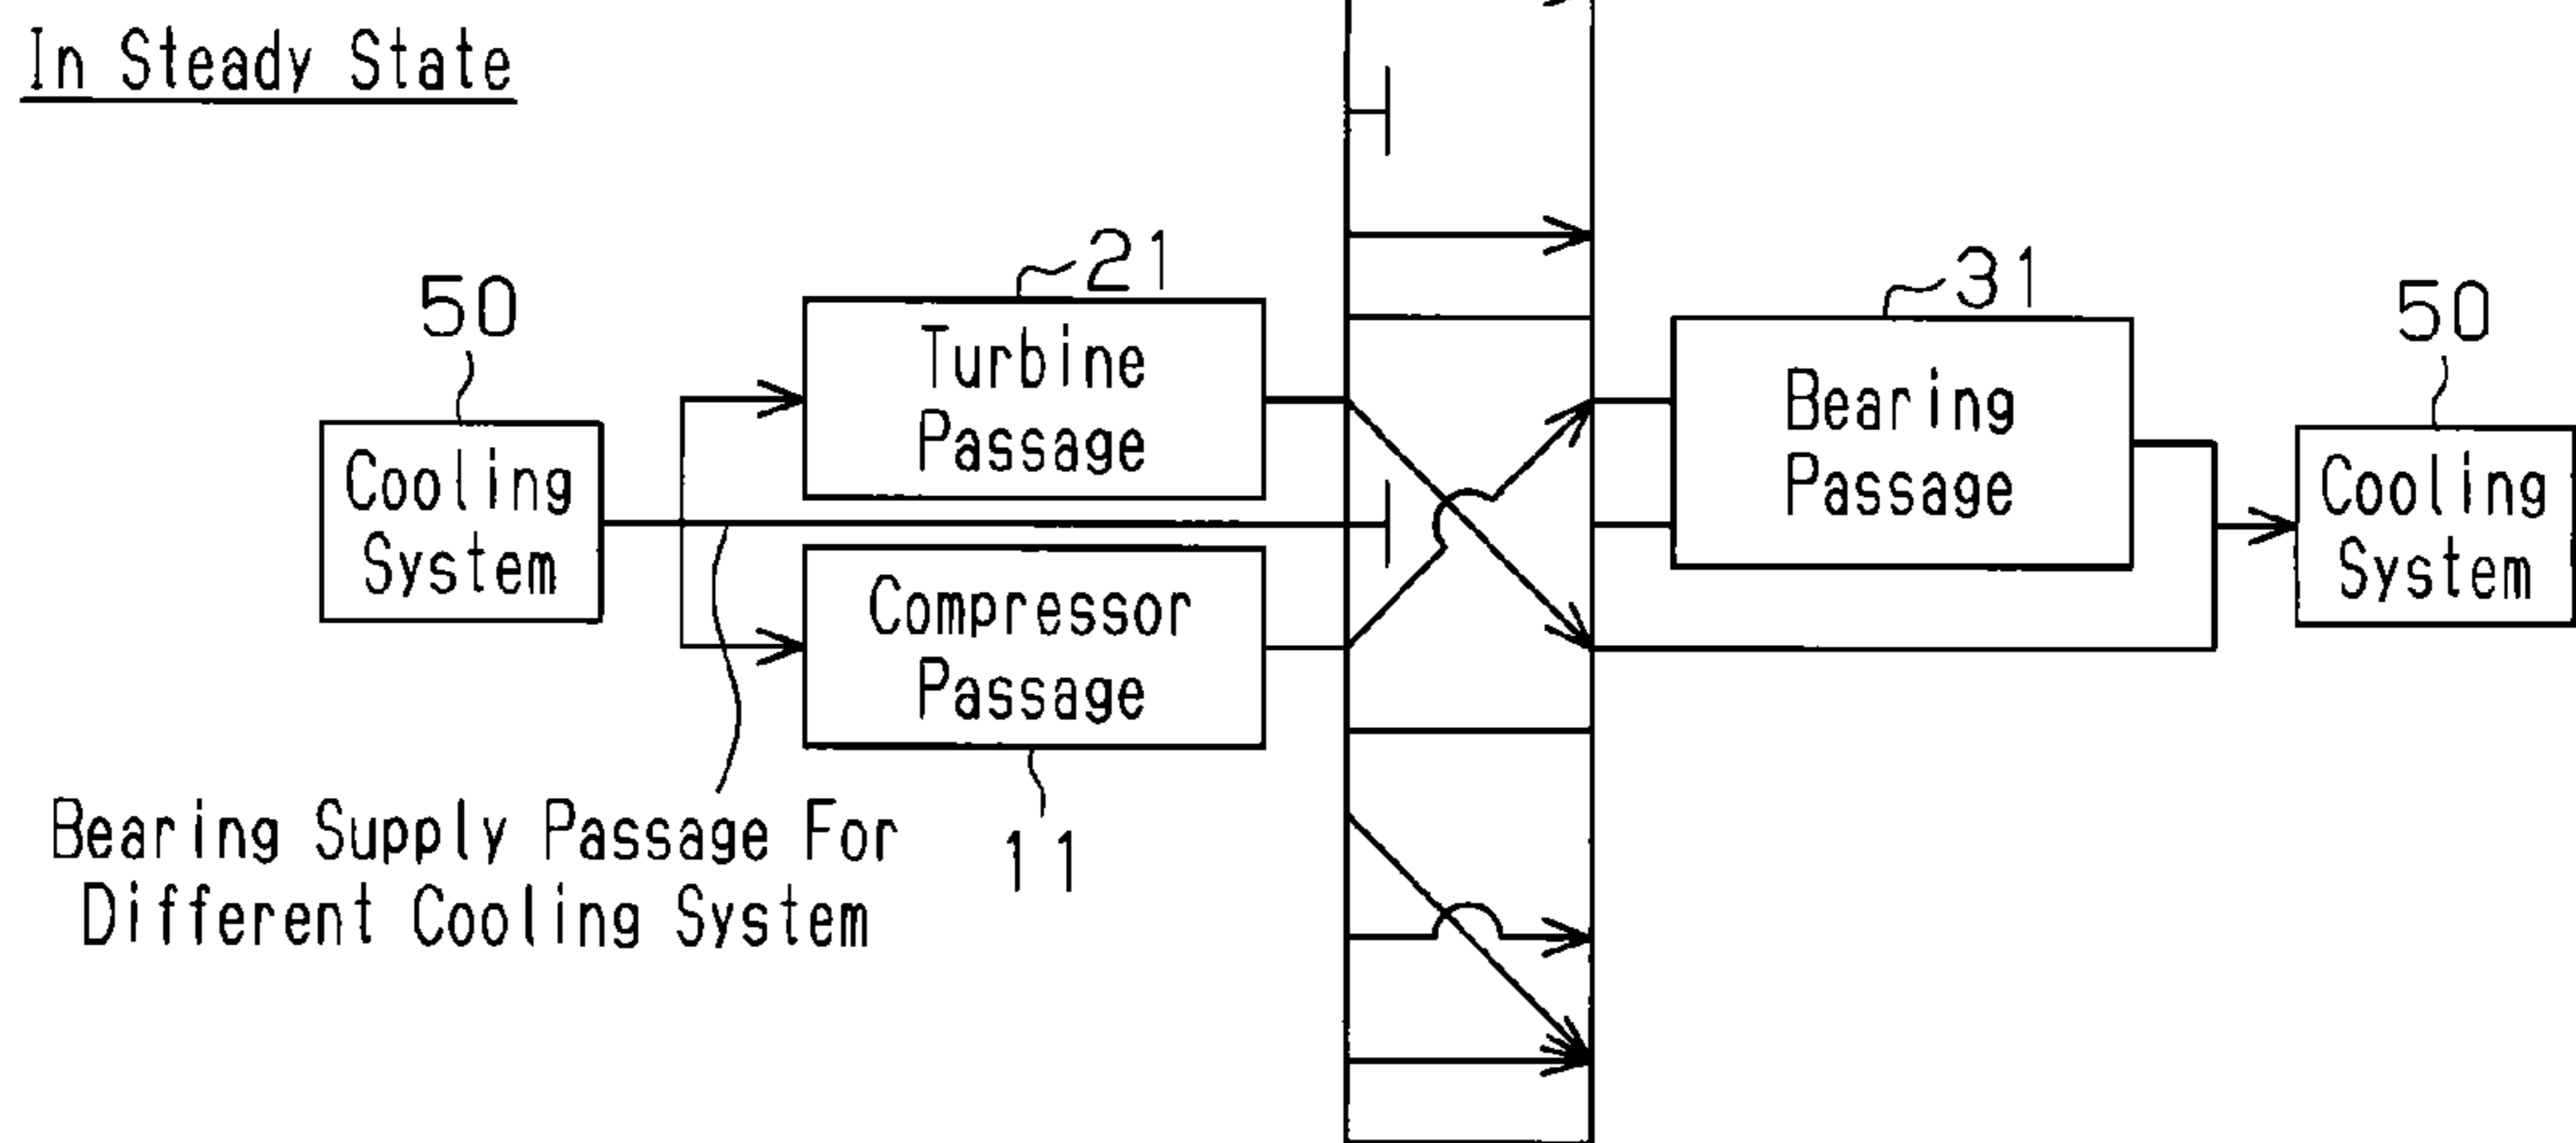 In Steady State
50
Cooling
System
21
Turbine
Passage
Compressor
Passage
11
Bearing Supply Passage For
Different Cooling System
31
Bearing
Passage
50
Cooling
System